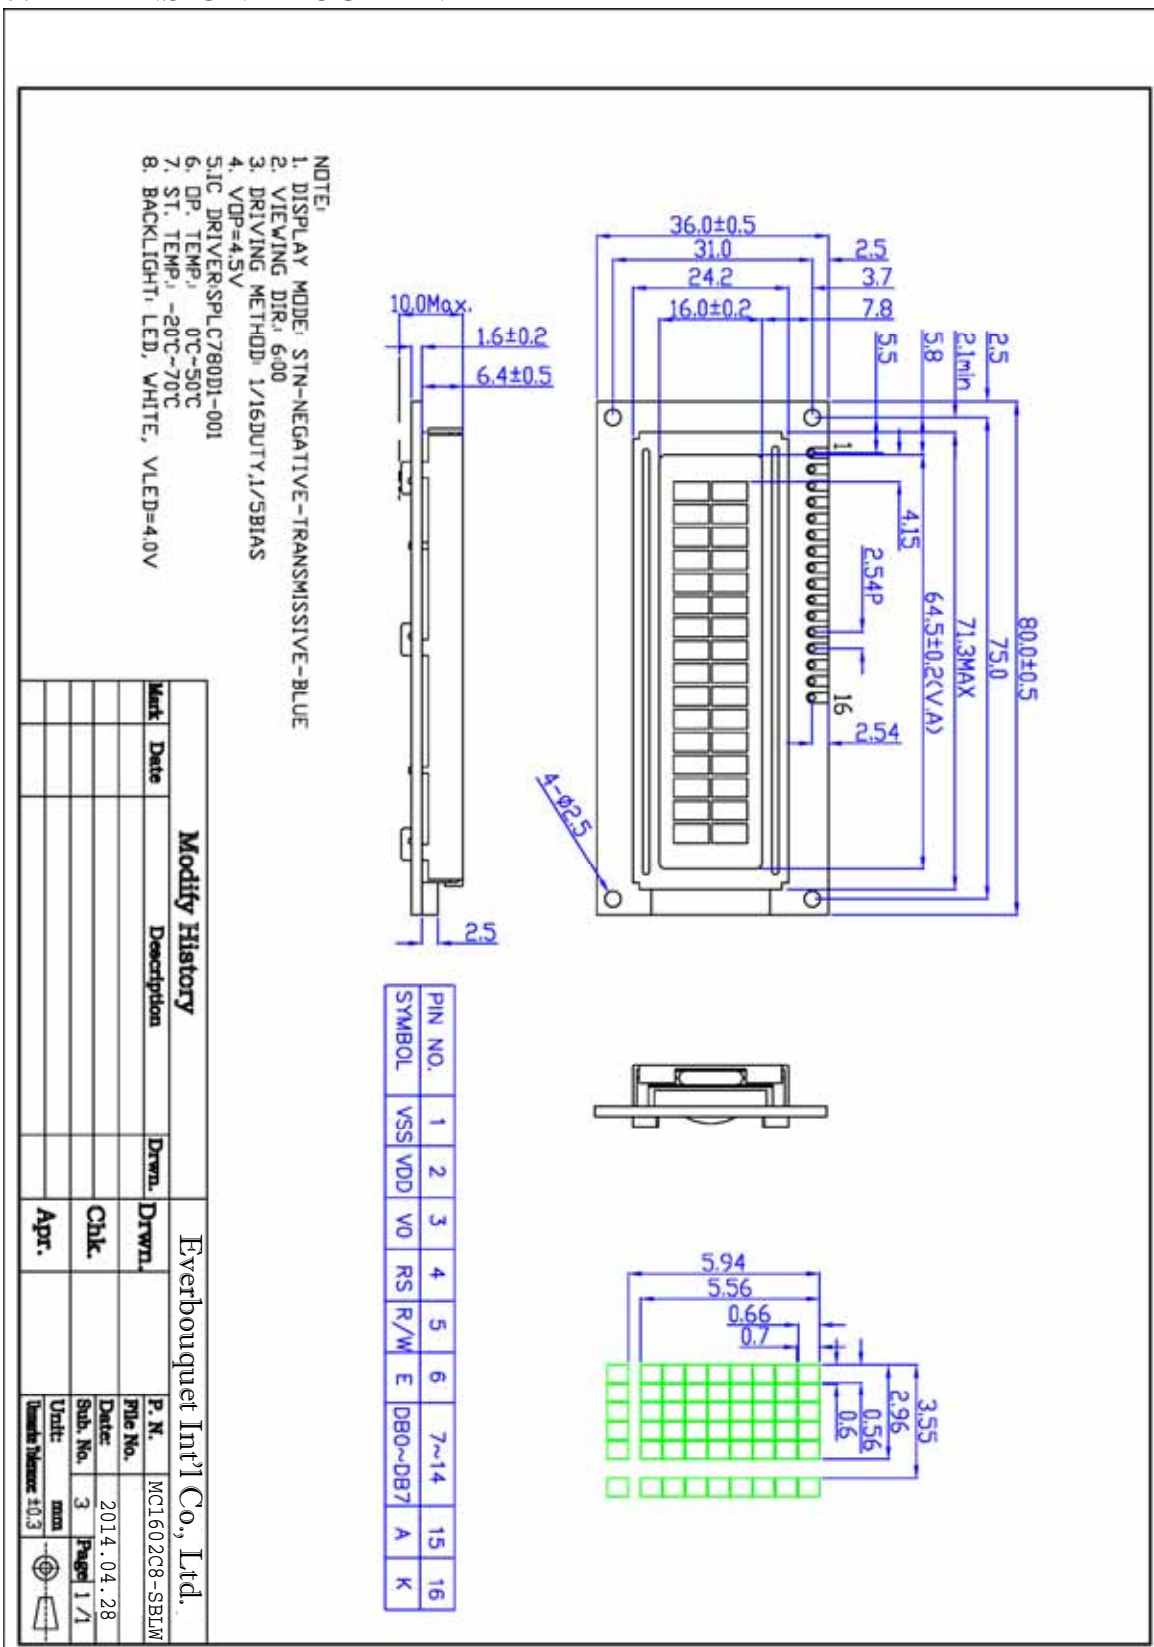 36.0±0.5
31.0
24.2
16.0±0.2
2.5
3.7
7.8
5.5
5.8
2.1min
2.5
1
4.15
2.54P
64.5±0.2(V.A)
71.3MAX
75.0
80.0±0.5
16
2.54
4-Ø2.5
10.0Max.
1.6±0.2
6.4±0.5
2.5
5.94
5.56
0.66
0.7
0.6
0.56
2.96
3.55
NOTE:
1. DISPLAY MODE: STN-NEGATIVE-TRANSMISSIVE-BLUE
2. VIEWING DIR.: 6:00
3. DRIVING METHOD: 1/16DUTY,1/5BIAS
4. VOP=4.5V
5.IC DRIVER:SPLC780D1-001
6. OP. TEMP.: 0℃~50℃
7. ST. TEMP.: -20℃~70℃
8. BACKLIGHT: LED, WHITE, VLED=4.0V
PIN NO. 1 2 3 4 5 6 7~14 15 16
SYMBOL VSS VDD VO RS R/W E DB0~DB7 A K
Modify History
Mark Date Description Drwn.
Everbouquet Int'l Co., Ltd.
Drwn.
Chk.
Apr.
P. N. MC1602C8-SBLW
File No.
Date: 2014.04.28
Sub. No. 3 Page 1 /1
Unit: mm
Unmarke Tolerance ±0.3